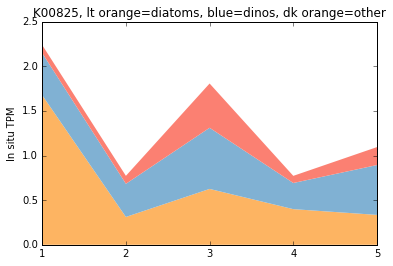 K00825, lt orange=diatoms, blue=dinos, dk orange=other
2.5
2.0
1.5
1.0
0.5
0.0
In situ TPM
1 2 3 4 5